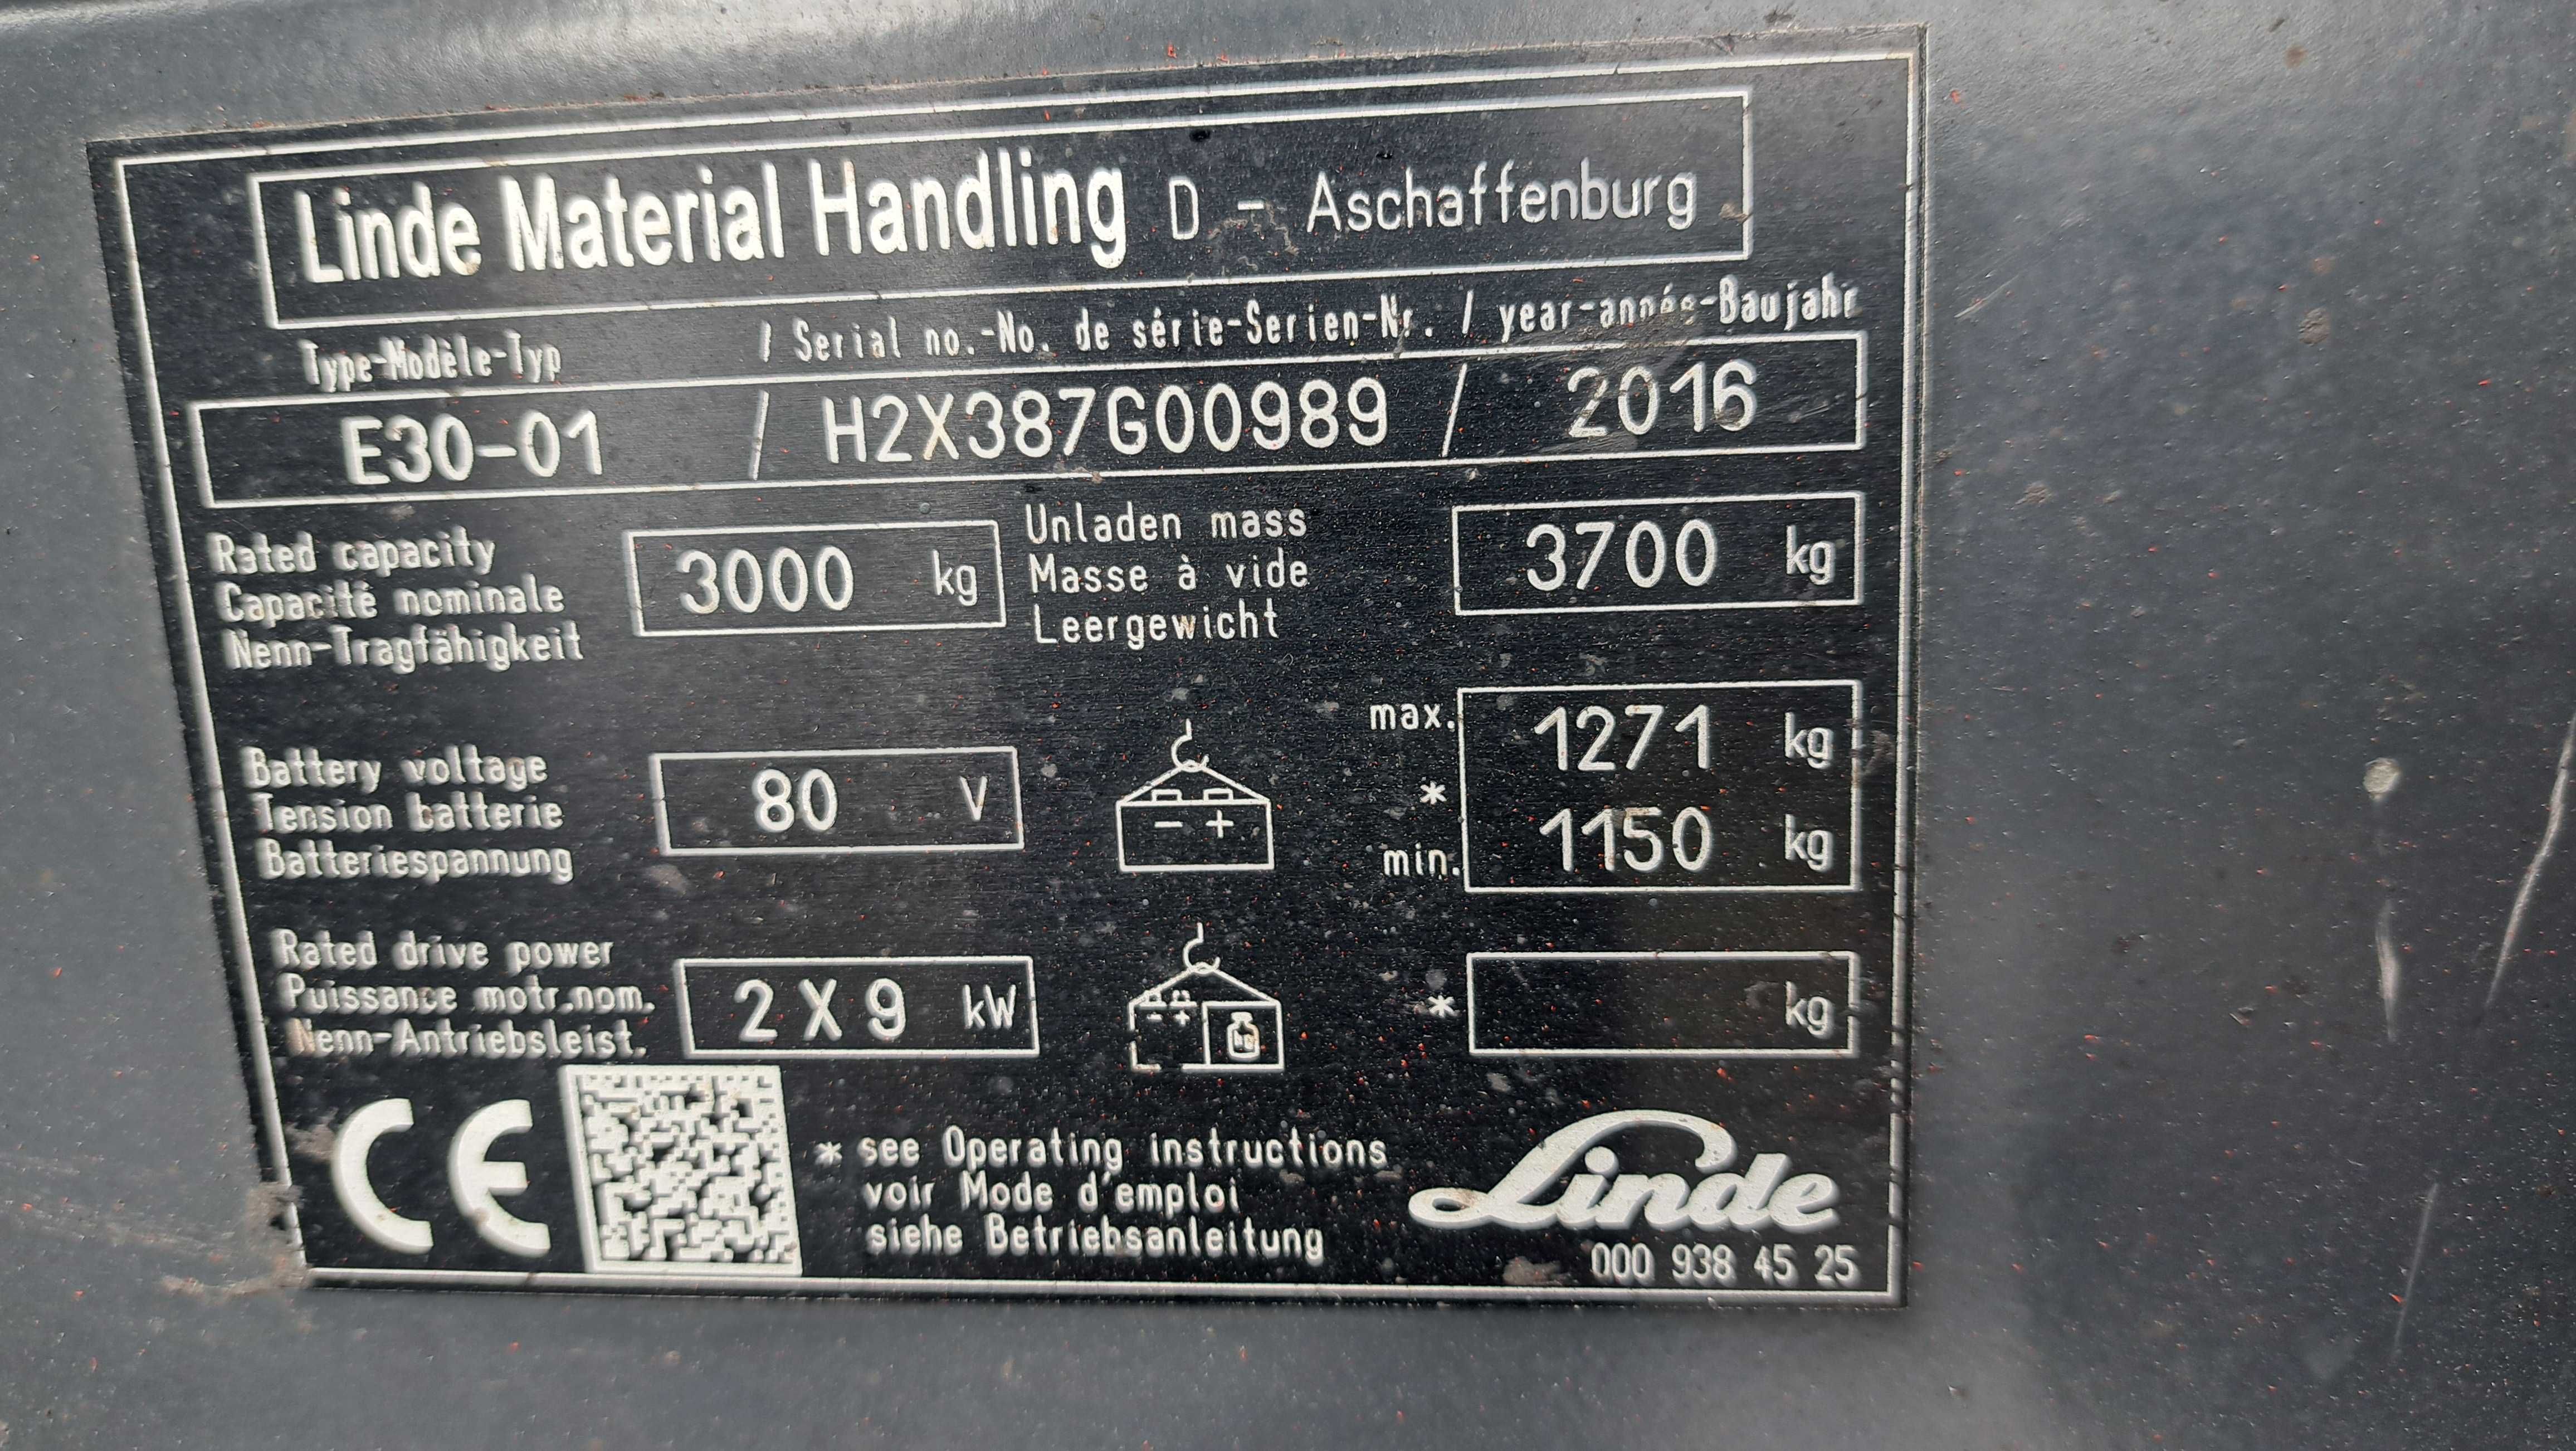 Linde Material Handling D - Aschaffenburg
Type-Modèle-Typ / Serial no.-No. de série-Serien-Nr. / year-année-Baujahr
E30-01 / H2X387G00989 / 2016
Rated capacity
Capacité nominale
Nenn-Tragfähigkeit
3000 kg
Unladen mass
Masse à vide
Leergewicht
3700 kg
Battery voltage
Tension batterie
Batteriespannung
80 V
- +
max. 1271 kg
*
min. 1150 kg
Rated drive power
Puissance motr.nom.
Nenn-Antriebsleist.
2 X 9 kW
- +
kg
* kg
CE
* see Operating instructions
voir Mode d'emploi
siehe Betriebsanleitung
Linde
000 938 45 25